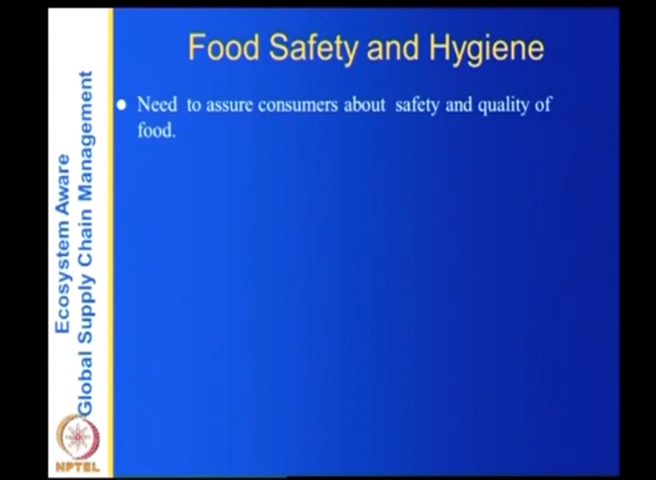 Food Safety and Hygiene
Need to assure consumers about safety and quality of
food.
Ecosystem Aware
Global Supply Chain Management
NPTEL